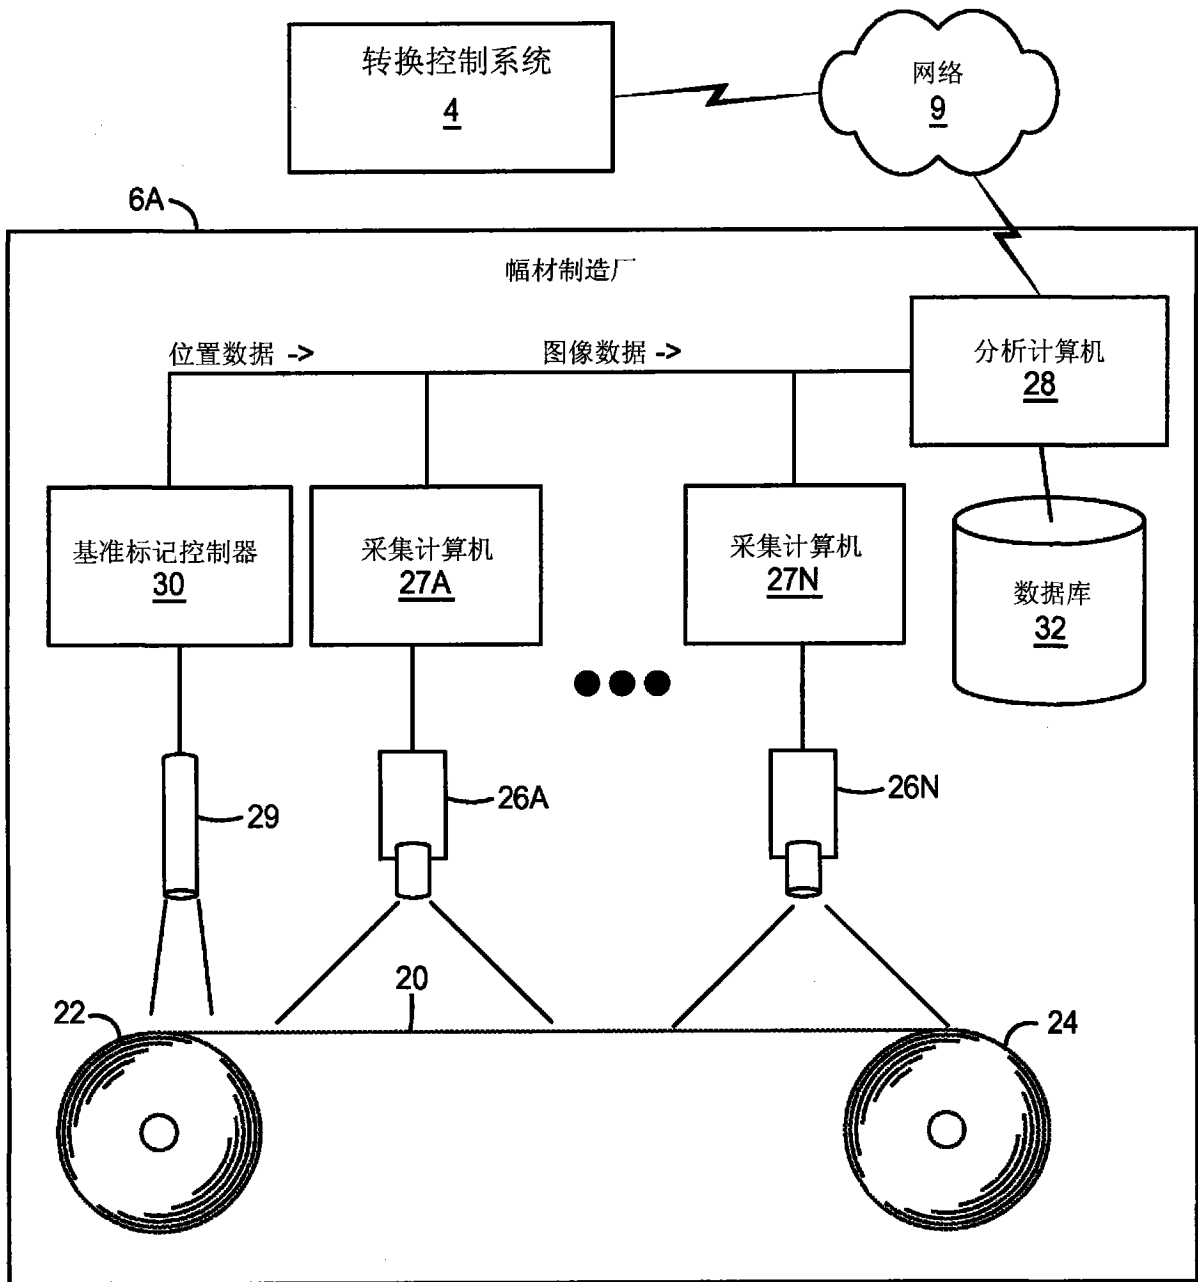 转换控制系统
4
网络
9
6A
幅材制造厂
位置数据 ->
图像数据 ->
分析计算机
28
基准标记控制器
30
采集计算机
27A
采集计算机
27N
数据库
32
29
26A
26N
20
22
24